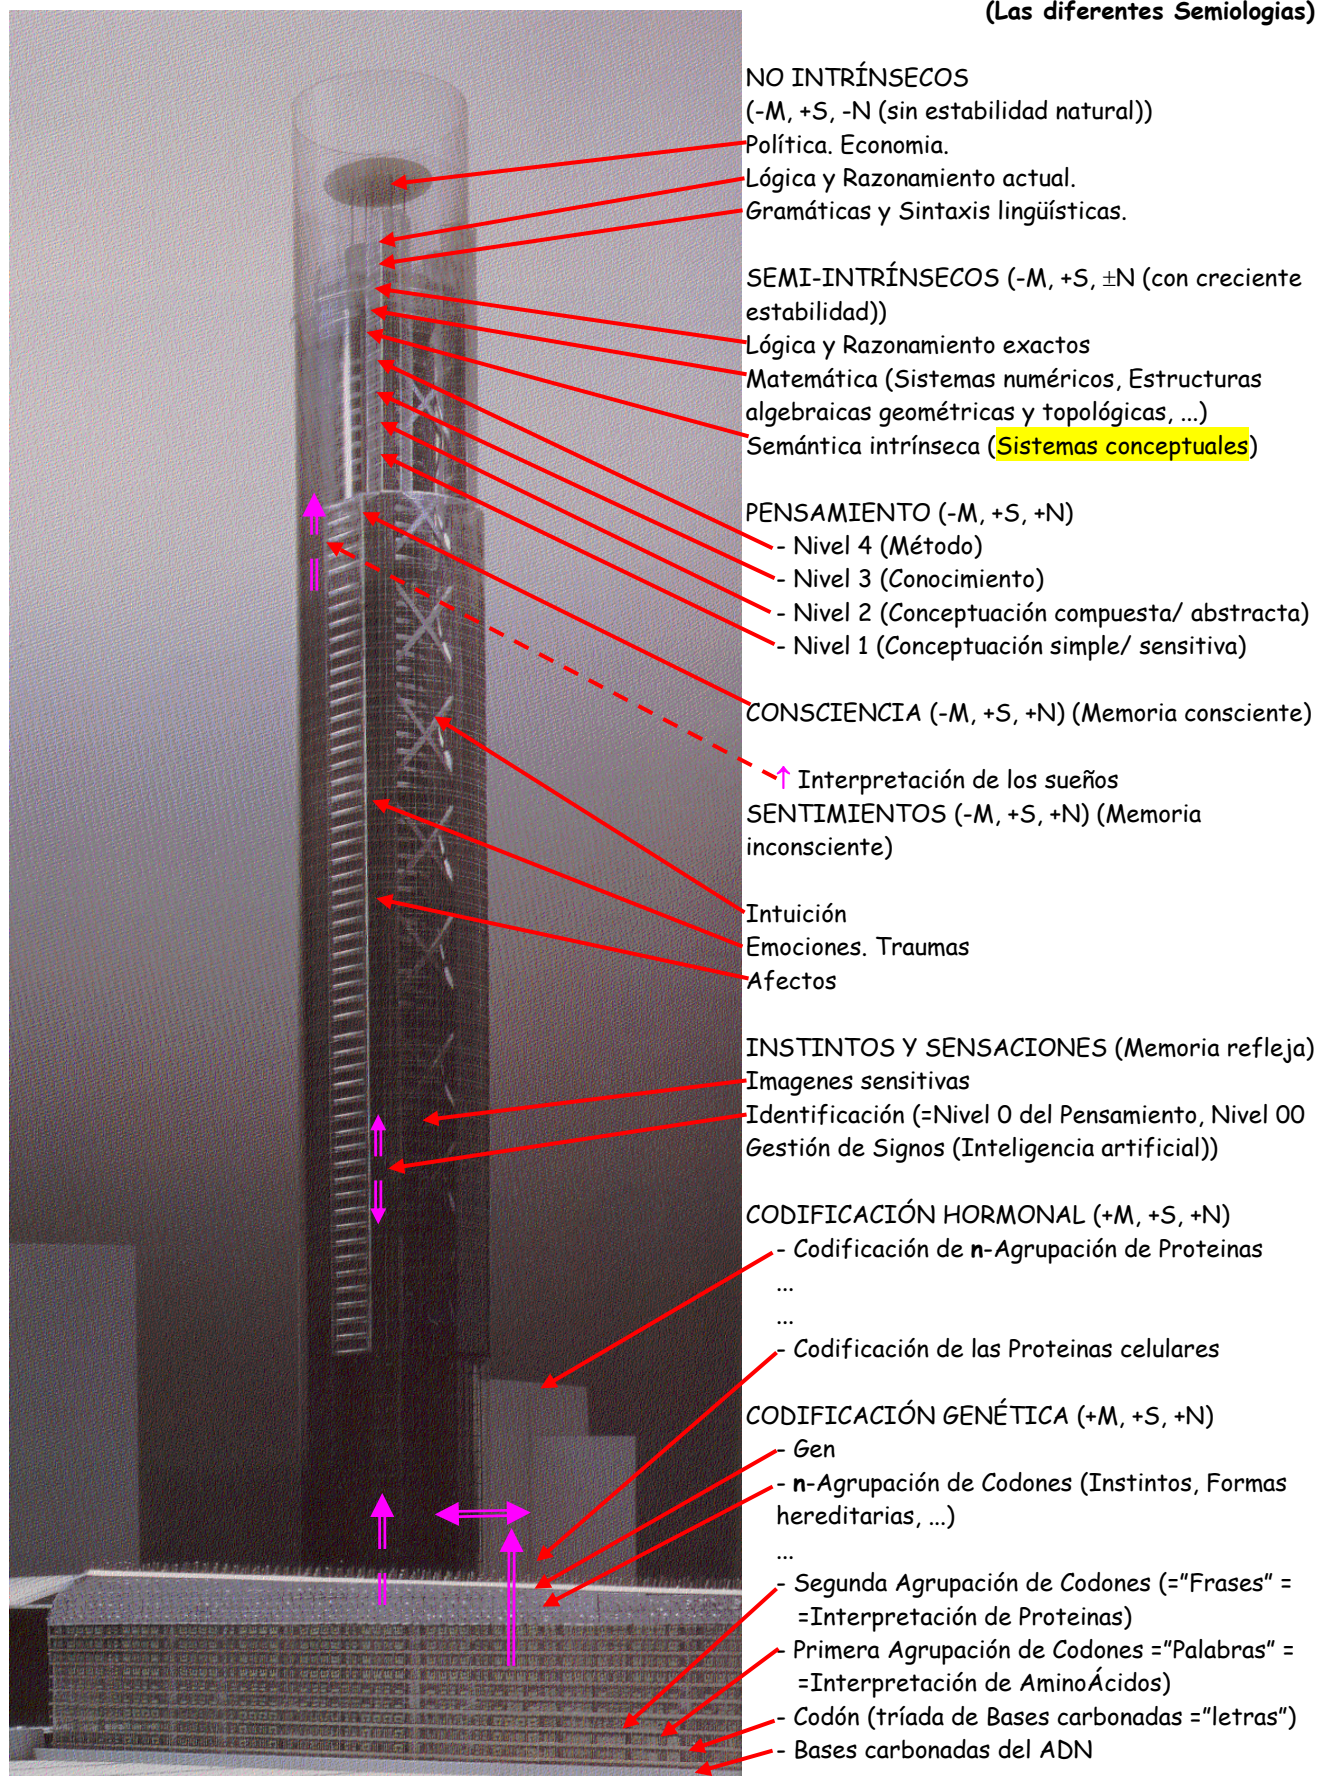 (Las diferentes Semiologias)
NO INTRÍNSECOS
(-M, +S, -N (sin estabilidad natural))
Política. Economia.
Lógica y Razonamiento actual.
Gramáticas y Sintaxis lingüísticas.
SEMI-INTRÍNSECOS (-M, +S, ±N (con creciente
estabilidad))
Lógica y Razonamiento exactos
Matemática (Sistemas numéricos, Estructuras
algebraicas geométricas y topológicas, ...)
Semántica intrínseca (Sistemas conceptuales)
PENSAMIENTO (-M, +S, +N)
- Nivel 4 (Método)
- Nivel 3 (Conocimiento)
- Nivel 2 (Conceptuación compuesta/ abstracta)
- Nivel 1 (Conceptuación simple/ sensitiva)
CONSCIENCIA (-M, +S, +N) (Memoria consciente)
↑ Interpretación de los sueños
SENTIMIENTOS (-M, +S, +N) (Memoria
inconsciente)
Intuición
Emociones. Traumas
Afectos
INSTINTOS Y SENSACIONES (Memoria refleja)
Imagenes sensitivas
Identificación (=Nivel 0 del Pensamiento, Nivel 00
Gestión de Signos (Inteligencia artificial))
CODIFICACIÓN HORMONAL (+M, +S, +N)
- Codificación de n-Agrupación de Proteinas
...
...
- Codificación de las Proteinas celulares
CODIFICACIÓN GENÉTICA (+M, +S, +N)
- Gen
- n-Agrupación de Codones (Instintos, Formas
hereditarias, ...)
...
- Segunda Agrupación de Codones (=”Frases” =
=Interpretación de Proteinas)
- Primera Agrupación de Codones =”Palabras” =
=Interpretación de AminoÁcidos)
- Codón (tríada de Bases carbonadas =”letras”)
- Bases carbonadas del ADN